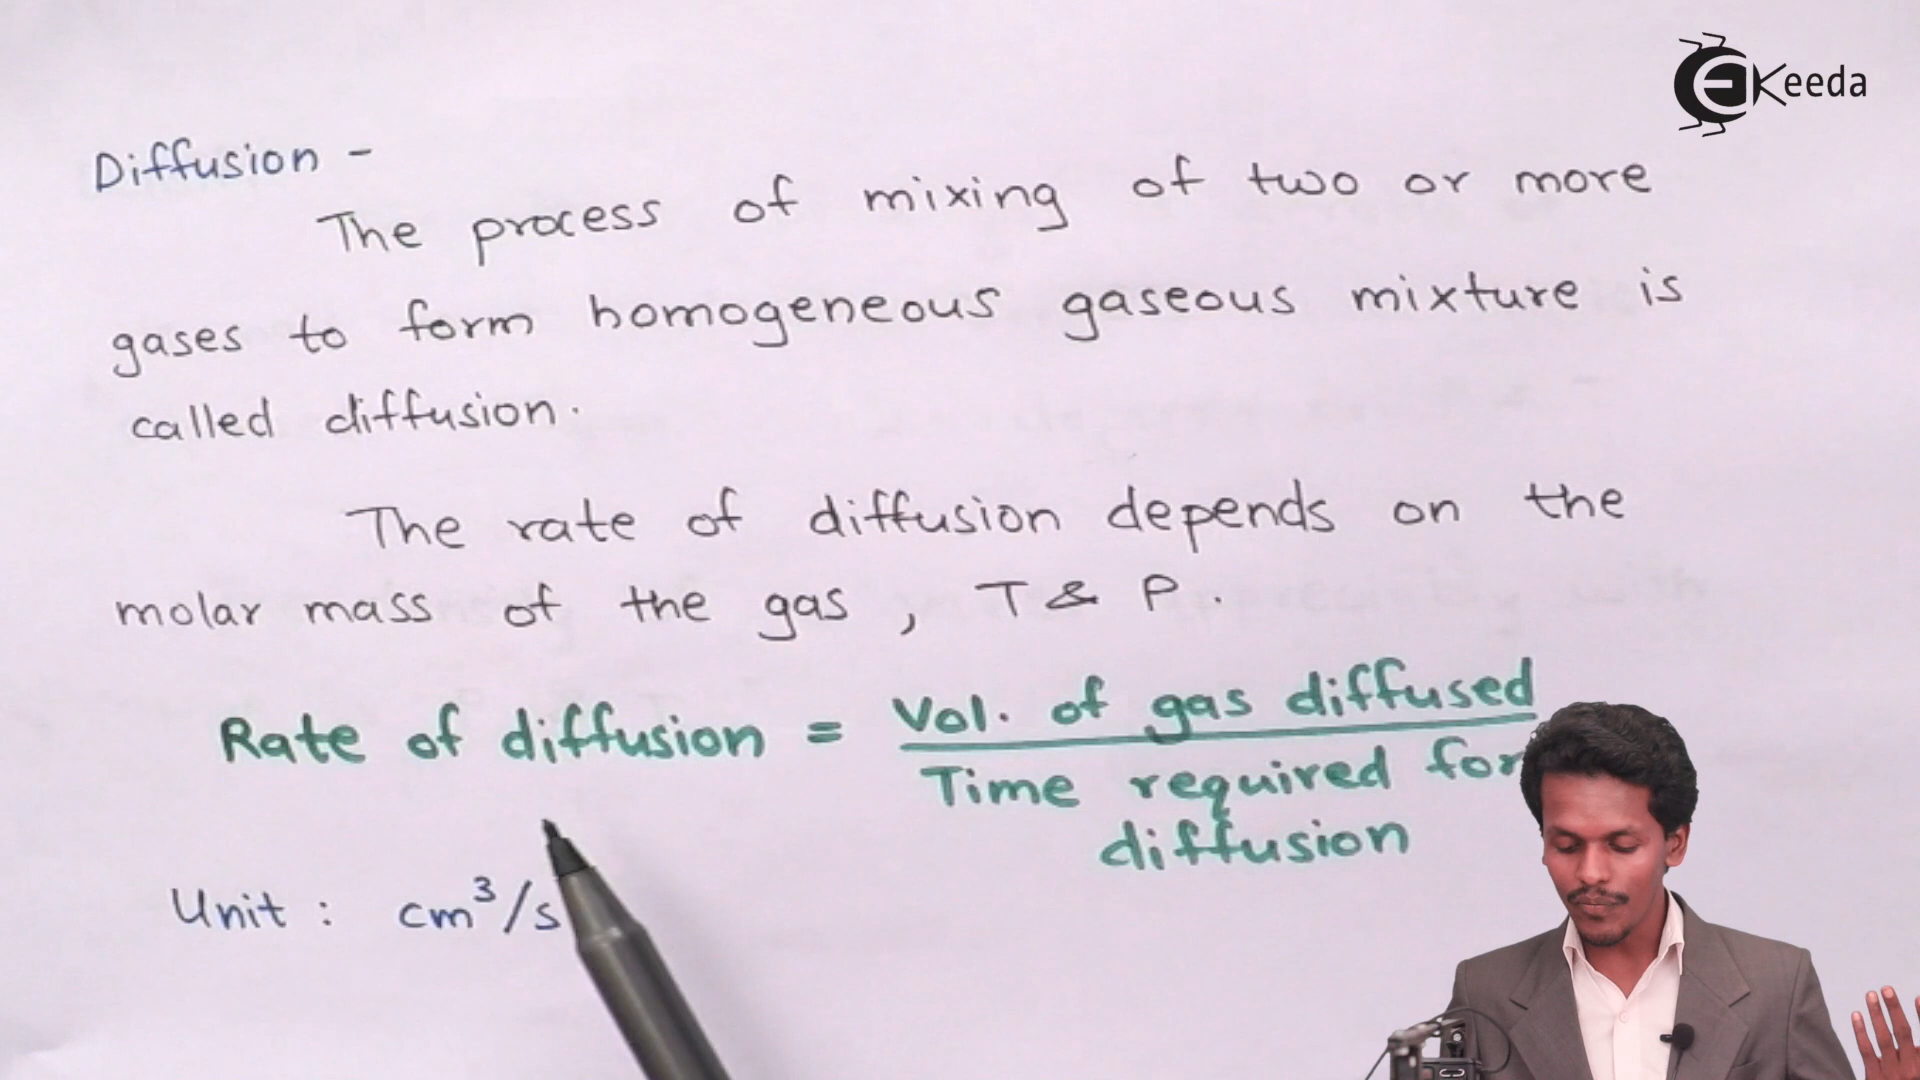 Keeda
Diffusion -
The process of mixing of two or more
gases to form homogeneous gaseous mixture is
called diffusion.
The rate of diffusion depends on the
molar mass of the gas, T & P.
Rate of diffusion = Vol. of gas diffused
Time required for
diffusion
Unit : cm³/s